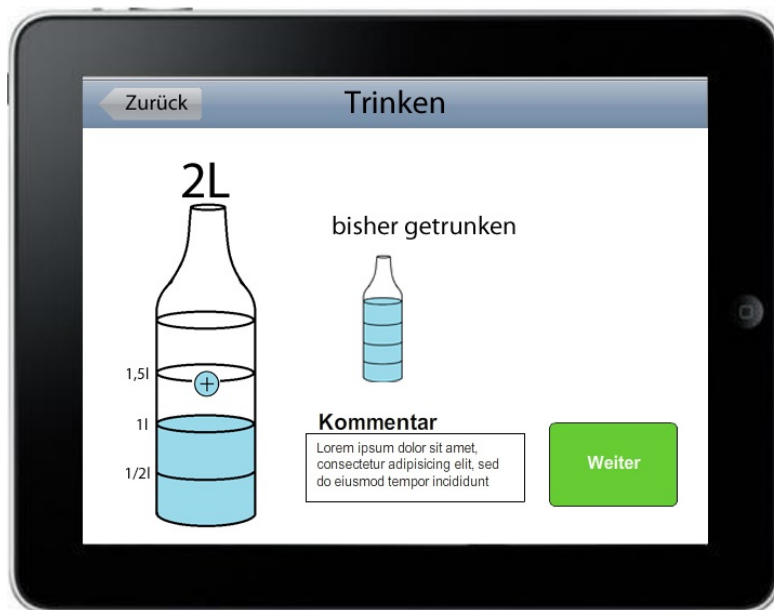 Zurück
Trinken
2L
bisher getrunken
1,5l
1l
1/2l
Kommentar
Lorem ipsum dolor sit amet,
consectetur adipisicing elit, sed
do eiusmod tempor incididunt
Weiter